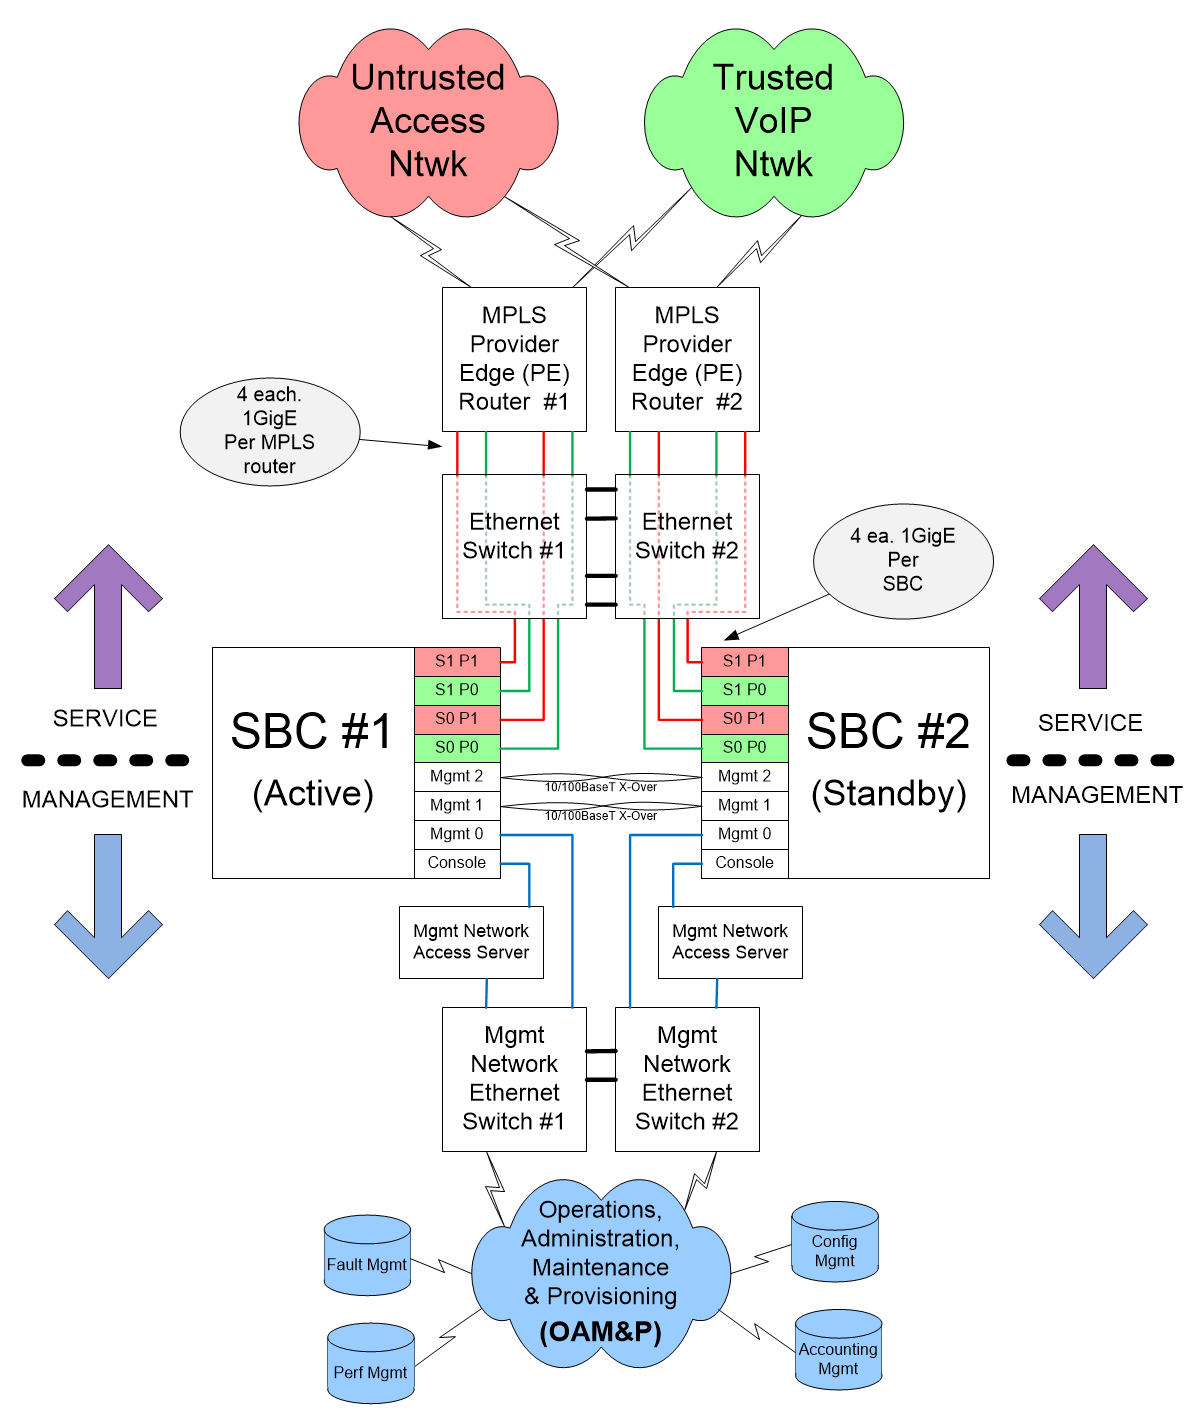 Untrusted
Access
Ntwk
Trusted
VoIP
Ntwk
MPLS
Provider
Edge (PE)
Router #1
MPLS
Provider
Edge (PE)
Router #2
4 each.
1GigE
Per MPLS
router
Ethernet
Switch #1
Ethernet
Switch #2
4 ea. 1GigE
Per
SBC
SERVICE
MANAGEMENT
SBC #1
(Active)
S1 P1
S1 P0
S0 P1
S0 P0
Mgmt 2
Mgmt 1
Mgmt 0
Console
10/100BaseT X-Over
10/100BaseT X-Over
S1 P1
S1 P0
S0 P1
S0 P0
Mgmt 2
Mgmt 1
Mgmt 0
Console
SBC #2
(Standby)
SERVICE
MANAGEMENT
Mgmt Network
Access Server
Mgmt Network
Access Server
Mgmt
Network
Ethernet
Switch #1
Mgmt
Network
Ethernet
Switch #2
Operations,
Administration,
Maintenance
& Provisioning
(OAM&P)
Fault Mgmt
Perf Mgmt
Config
Mgmt
Accounting
Mgmt